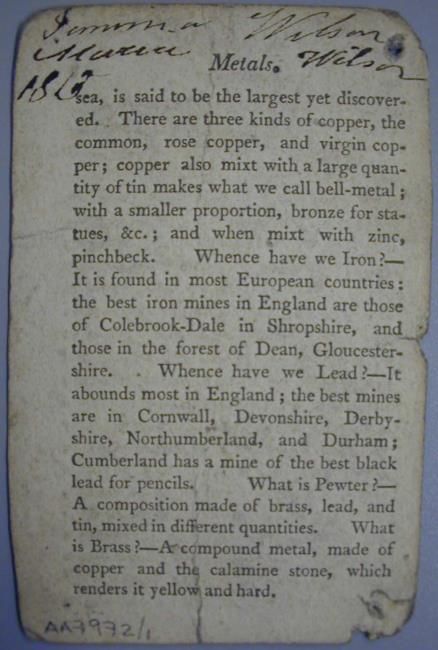 Jemima Wilson
Maria Wilson
Metals.
sea, is said to be the largest yet discover-
ed. There are three kinds of copper, the
common, rose copper, and virgin cop-
per; copper also mixt with a large quan-
tity of tin makes what we call bell-metal;
with a smaller proportion, bronze for sta-
tues, &c.; and when mixt with zinc,
pinchbeck. Whence have we Iron?—
It is found in most European countries:
the best iron mines in England are those
of Colebrook-Dale in Shropshire, and
those in the forest of Dean, Gloucester-
shire. Whence have we Lead?—It
abounds most in England; the best mines
are in Cornwall, Devonshire, Derby-
shire, Northumberland, and Durham;
Cumberland has a mine of the best black
lead for pencils. What is Pewter?—
A composition made of brass, lead, and
tin, mixed in different quantities. What
is Brass?—A compound metal, made of
copper and the calamine stone, which
renders it yellow and hard.
AA7972/1